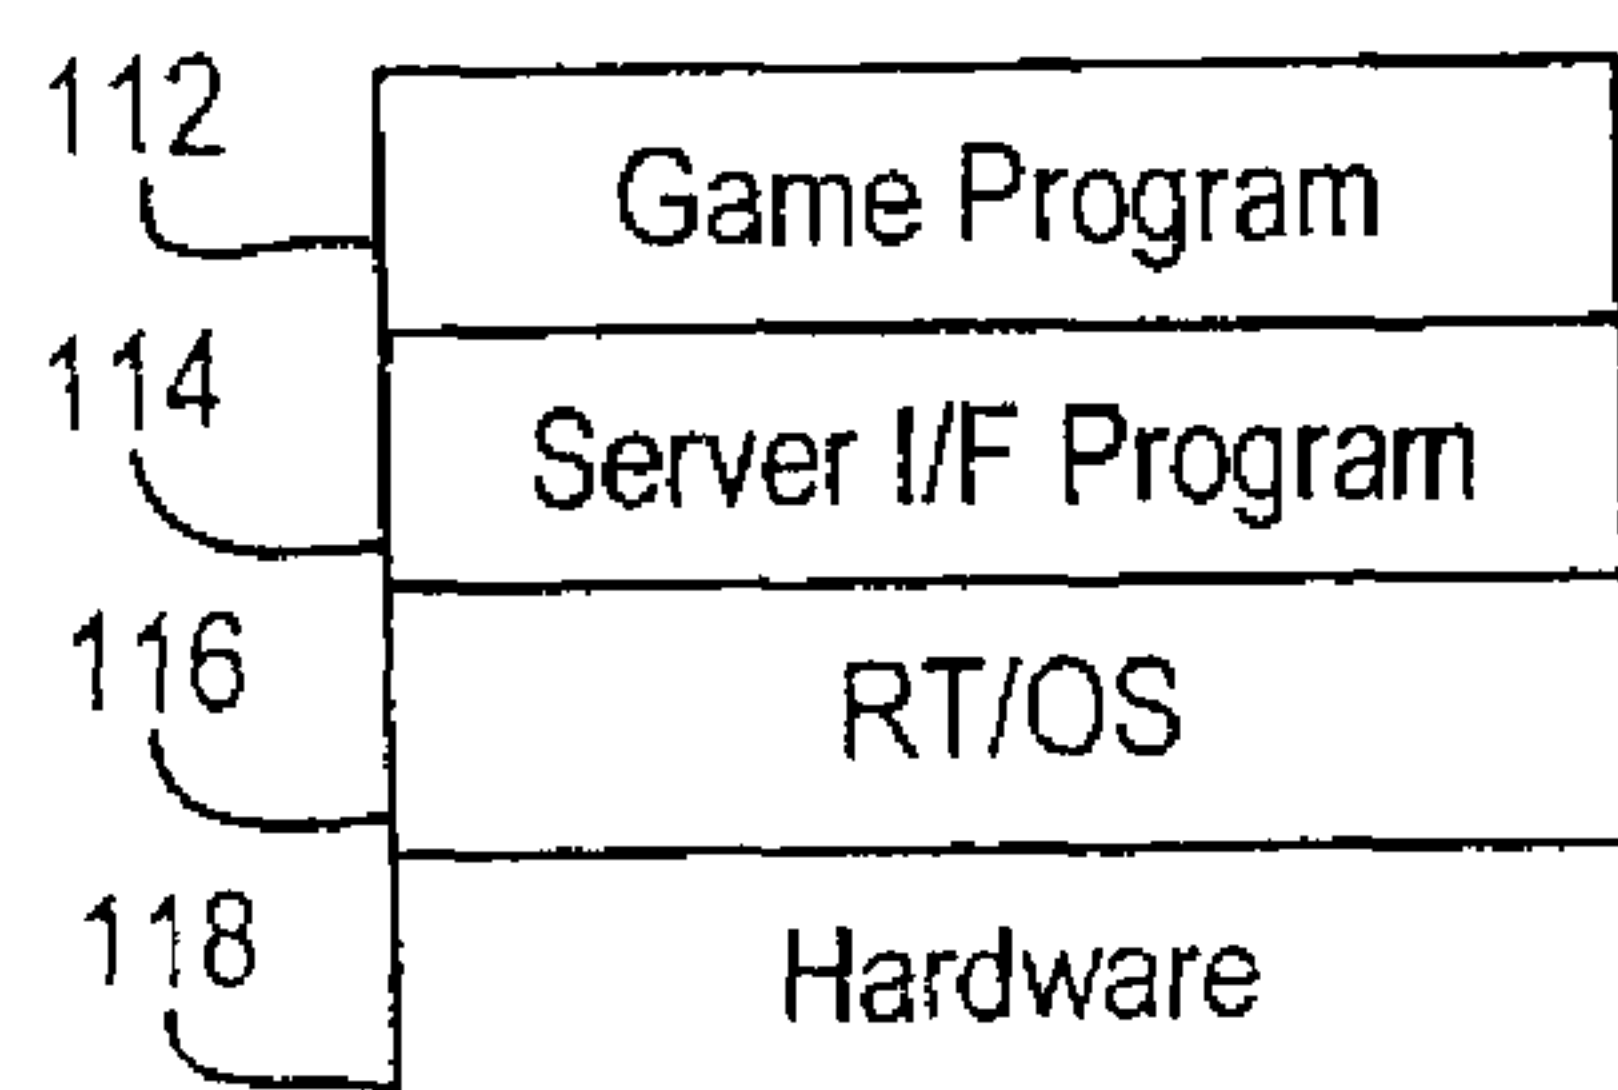 112
Game Program
114
Server I/F Program
116
RT/OS
118
Hardware